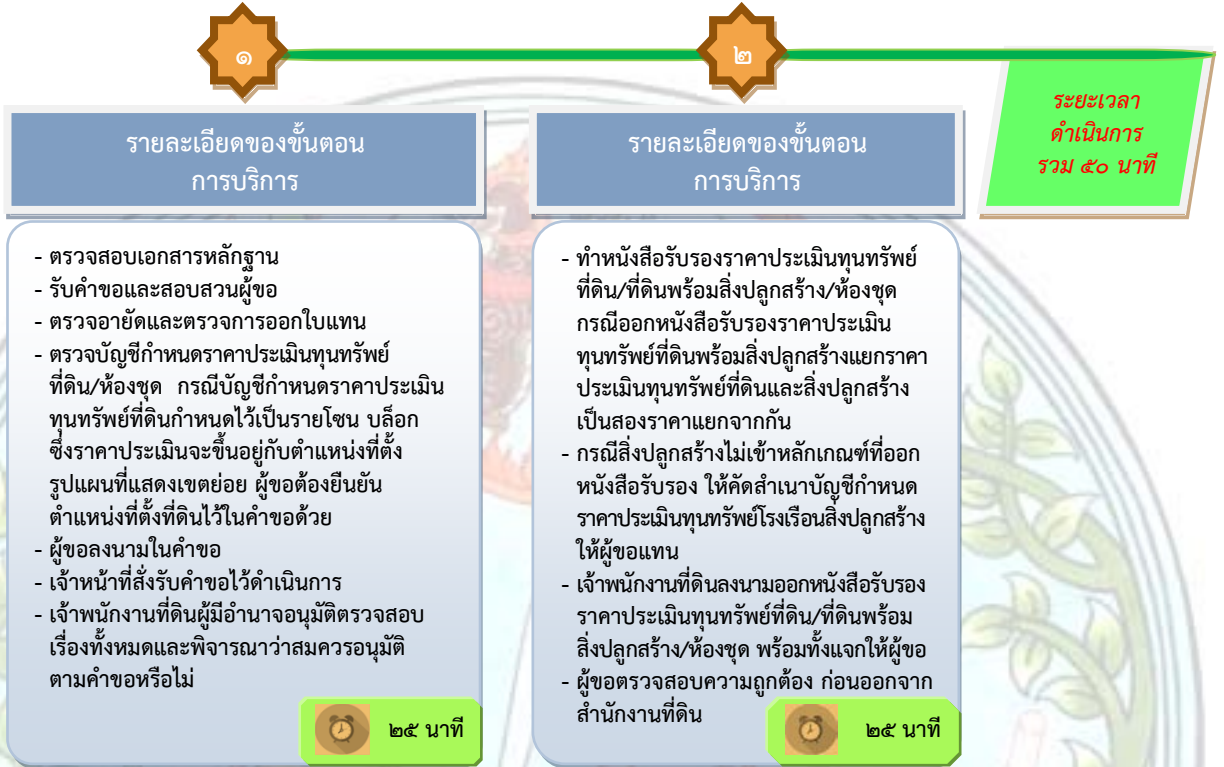 ๑
๒
ระยะเวลา
ดำเนินการ
รวม ๕๐ นาที
รายละเอียดของขั้นตอน
การบริการ
- ตรวจสอบเอกสารหลักฐาน
- รับคำขอและสอบสวนผู้ขอ
- ตรวจอายัดและตรวจการออกใบแทน
- ตรวจบัญชีกำหนดราคาประเมินทุนทรัพย์
ที่ดิน/ห้องชุด กรณีบัญชีกำหนดราคาประเมิน
ทุนทรัพย์ที่ดินกำหนดไว้เป็นรายโซน บล็อก
ซึ่งราคาประเมินจะขึ้นอยู่กับตำแหน่งที่ตั้ง
รูปแผนที่แสดงเขตย่อย ผู้ขอต้องยืนยัน
ตำแหน่งที่ตั้งที่ดินไว้ในคำขอด้วย
- ผู้ขอลงนามในคำขอ
- เจ้าหน้าที่สั่งรับคำขอไว้ดำเนินการ
- เจ้าพนักงานที่ดินผู้มีอำนาจอนุมัติตรวจสอบ
เรื่องทั้งหมดและพิจารณาว่าสมควรอนุมัติ
ตามคำขอหรือไม่
๒๕ นาที
รายละเอียดของขั้นตอน
การบริการ
- ทำหนังสือรับรองราคาประเมินทุนทรัพย์
ที่ดิน/ที่ดินพร้อมสิ่งปลูกสร้าง/ห้องชุด
กรณีออกหนังสือรับรองราคาประเมิน
ทุนทรัพย์ที่ดินพร้อมสิ่งปลูกสร้างแยกราคา
ประเมินทุนทรัพย์ที่ดินและสิ่งปลูกสร้าง
เป็นสองราคาแยกจากกัน
- กรณีสิ่งปลูกสร้างไม่เข้าหลักเกณฑ์ที่ออก
หนังสือรับรอง ให้คัดสำเนาบัญชีกำหนด
ราคาประเมินทุนทรัพย์โรงเรือนสิ่งปลูกสร้าง
ให้ผู้ขอแทน
- เจ้าพนักงานที่ดินลงนามออกหนังสือรับรอง
ราคาประเมินทุนทรัพย์ที่ดิน/ที่ดินพร้อม
สิ่งปลูกสร้าง/ห้องชุด พร้อมทั้งแจกให้ผู้ขอ
- ผู้ขอตรวจสอบความถูกต้อง ก่อนออกจาก
สำนักงานที่ดิน
๒๕ นาที